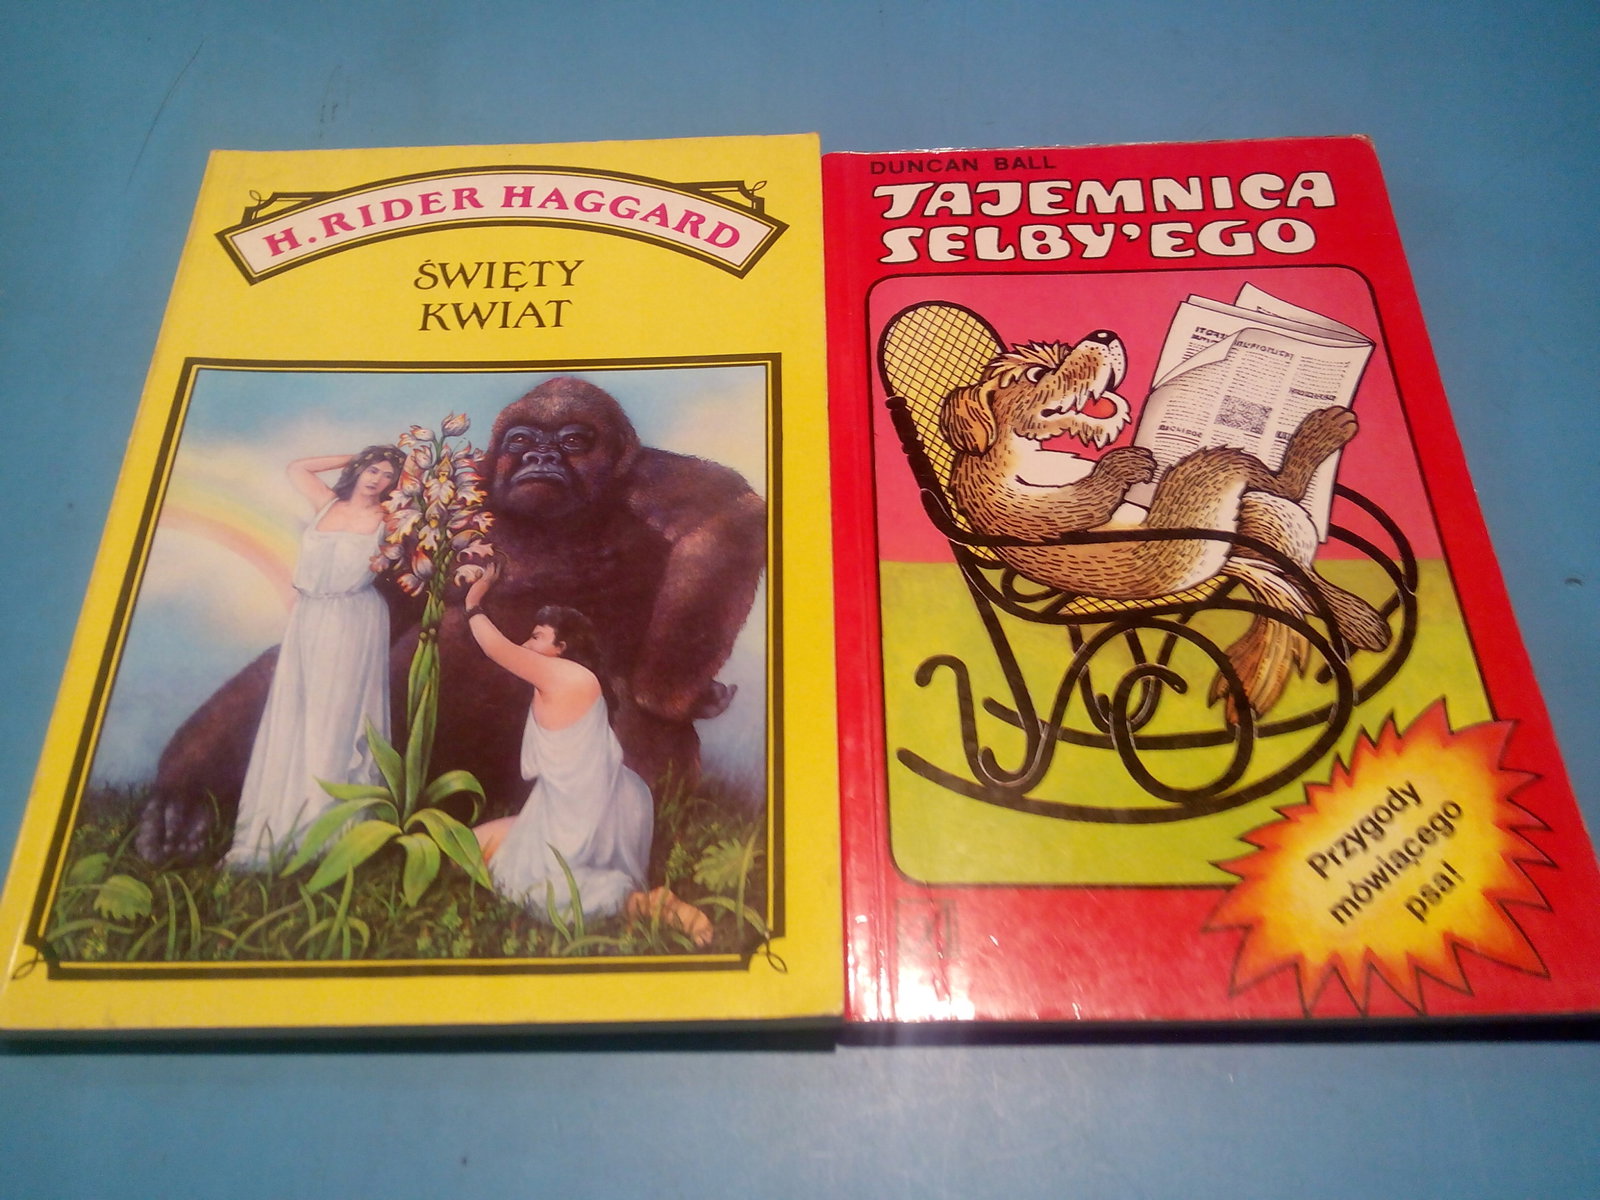 H. RIDER HAGGARD
ŚWIĘTY
KWIAT
DUNCAN BALL
TAJEMNICA
SELBY'EGO
Przygody
mówiącego
psa!